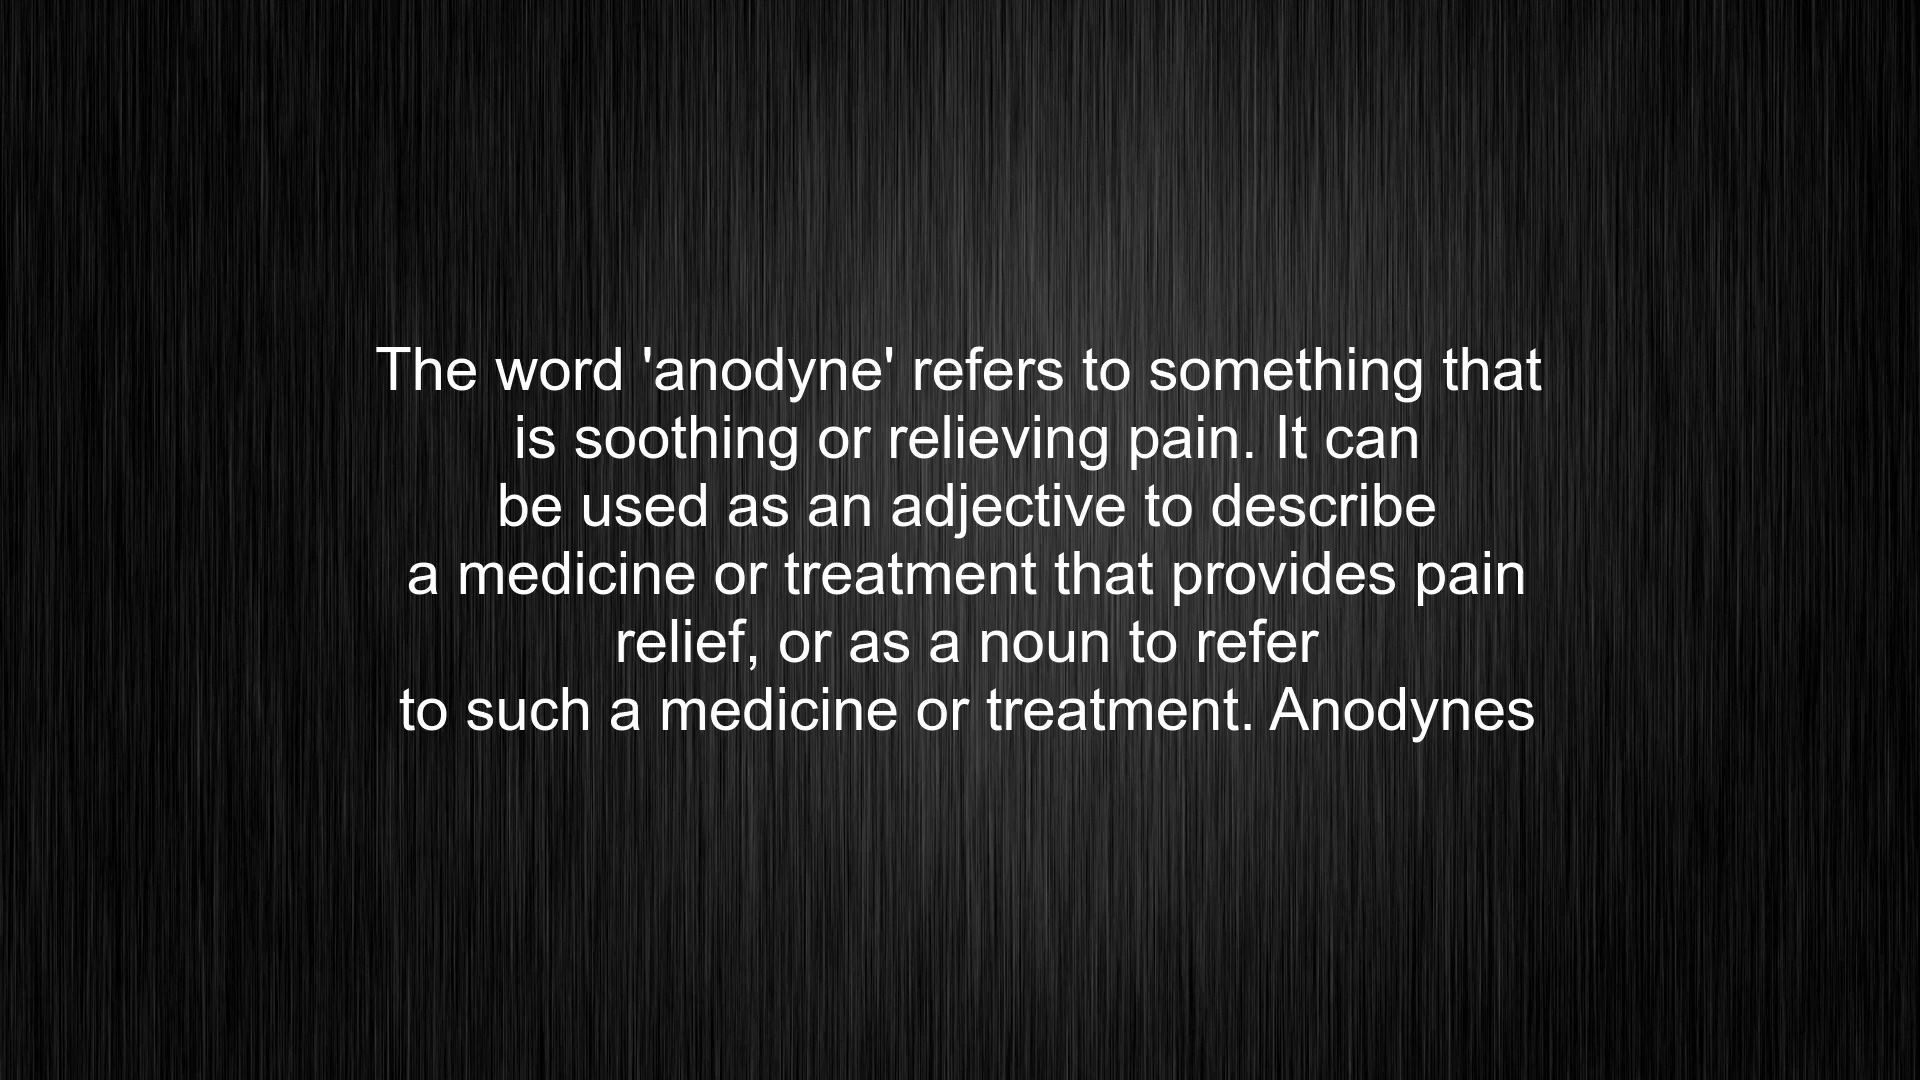 The word 'anodyne' refers to something that
is soothing or relieving pain. It can
be used as an adjective to describe
a medicine or treatment that provides pain
relief, or as a noun to refer
to such a medicine or treatment. Anodynes